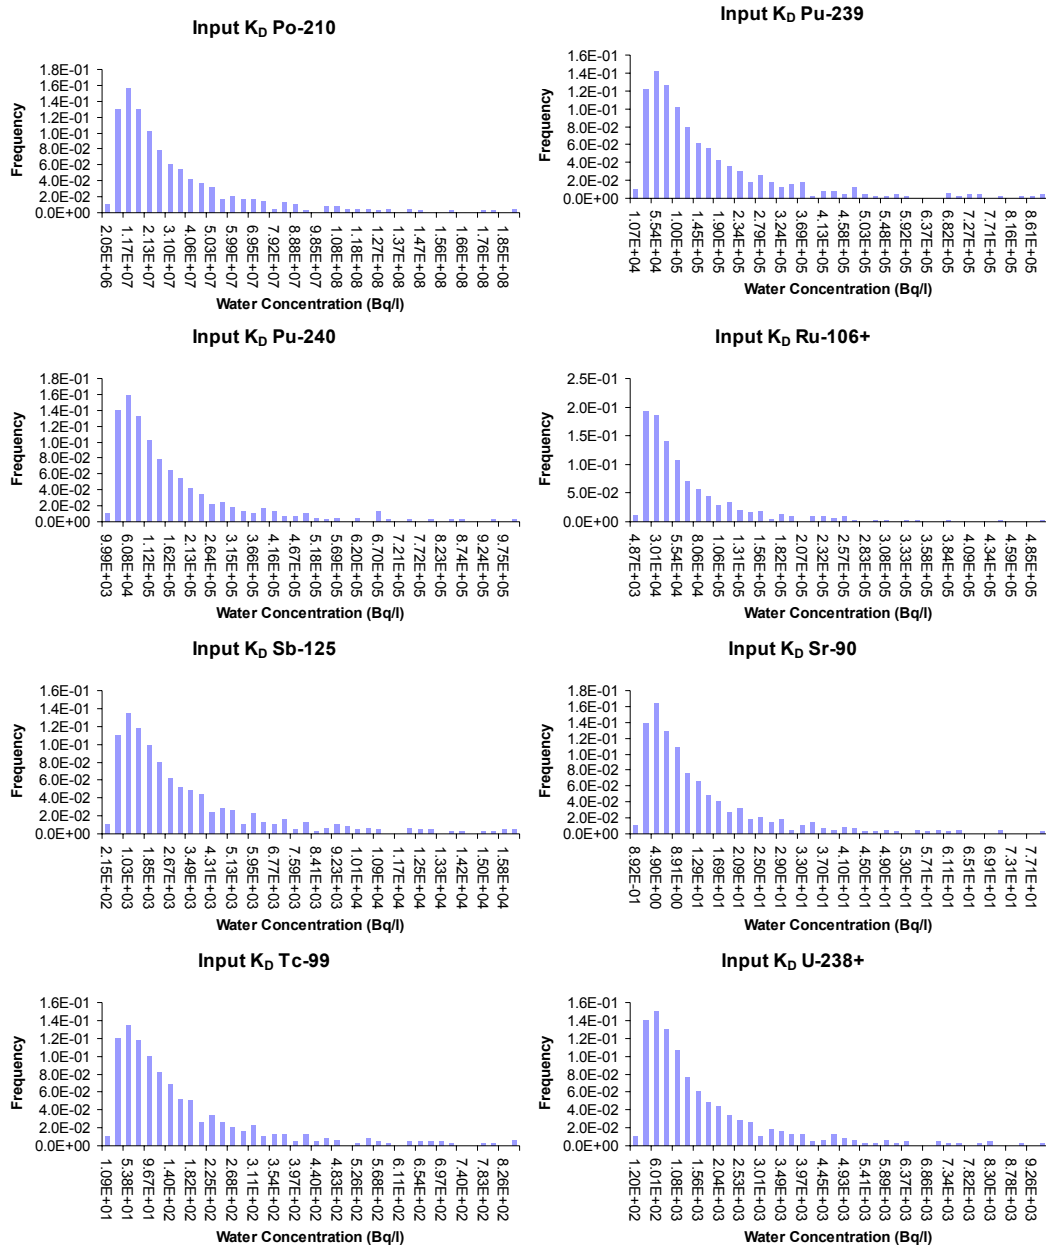 Input KD Po-210
Frequency
1.8E-01
1.6E-01
1.4E-01
1.2E-01
1.0E-01
8.0E-02
6.0E-02
4.0E-02
2.0E-02
0.0E+00
2.05E+06
1.17E+07
2.13E+07
3.10E+07
4.06E+07
5.03E+07
5.99E+07
6.95E+07
7.92E+07
8.88E+07
9.85E+07
1.08E+08
1.18E+08
1.27E+08
1.37E+08
1.47E+08
1.56E+08
1.66E+08
1.76E+08
1.85E+08
Water Concentration (Bq/l)
Input KD Pu-239
Frequency
1.6E-01
1.4E-01
1.2E-01
1.0E-01
8.0E-02
6.0E-02
4.0E-02
2.0E-02
0.0E+00
1.07E+04
5.54E+04
1.00E+05
1.45E+05
1.90E+05
2.34E+05
2.79E+05
3.24E+05
3.69E+05
4.13E+05
4.58E+05
5.03E+05
5.48E+05
5.92E+05
6.37E+05
6.82E+05
7.27E+05
7.71E+05
8.16E+05
8.61E+05
Water Concentration (Bq/l)
Input KD Pu-240
Frequency
1.8E-01
1.6E-01
1.4E-01
1.2E-01
1.0E-01
8.0E-02
6.0E-02
4.0E-02
2.0E-02
0.0E+00
9.99E+03
6.08E+04
1.12E+05
1.62E+05
2.13E+05
2.64E+05
3.15E+05
3.66E+05
4.16E+05
4.67E+05
5.18E+05
5.69E+05
6.20E+05
6.70E+05
7.21E+05
7.72E+05
8.23E+05
8.74E+05
9.24E+05
9.75E+05
Water Concentration (Bq/l)
Input KD Ru-106+
Frequency
2.5E-01
2.0E-01
1.5E-01
1.0E-01
5.0E-02
0.0E+00
4.87E+03
3.01E+04
5.54E+04
8.06E+04
1.06E+05
1.31E+05
1.56E+05
1.82E+05
2.07E+05
2.32E+05
2.57E+05
2.83E+05
3.08E+05
3.33E+05
3.58E+05
3.84E+05
4.09E+05
4.34E+05
4.59E+05
4.85E+05
Water Concentration (Bq/l)
Input KD Sb-125
Frequency
1.6E-01
1.4E-01
1.2E-01
1.0E-01
8.0E-02
6.0E-02
4.0E-02
2.0E-02
0.0E+00
2.15E+02
1.03E+03
1.85E+03
2.67E+03
3.49E+03
4.31E+03
5.13E+03
5.95E+03
6.77E+03
7.59E+03
8.41E+03
9.23E+03
1.01E+04
1.09E+04
1.17E+04
1.25E+04
1.33E+04
1.42E+04
1.50E+04
1.58E+04
Water Concentration (Bq/l)
Input KD Sr-90
Frequency
1.8E-01
1.6E-01
1.4E-01
1.2E-01
1.0E-01
8.0E-02
6.0E-02
4.0E-02
2.0E-02
0.0E+00
8.92E-01
4.90E+00
8.91E+00
1.29E+01
1.69E+01
2.09E+01
2.50E+01
2.90E+01
3.30E+01
3.70E+01
4.10E+01
4.50E+01
4.90E+01
5.30E+01
5.71E+01
6.11E+01
6.51E+01
6.91E+01
7.31E+01
7.71E+01
Water Concentration (Bq/l)
Input KD Tc-99
Frequency
1.6E-01
1.4E-01
1.2E-01
1.0E-01
8.0E-02
6.0E-02
4.0E-02
2.0E-02
0.0E+00
1.09E+01
5.38E+01
9.67E+01
1.40E+02
1.82E+02
2.25E+02
2.68E+02
3.11E+02
3.54E+02
3.97E+02
4.40E+02
4.83E+02
5.26E+02
5.68E+02
6.11E+02
6.54E+02
6.97E+02
7.40E+02
7.83E+02
8.26E+02
Water Concentration (Bq/l)
Input KD U-238+
Frequency
1.6E-01
1.4E-01
1.2E-01
1.0E-01
8.0E-02
6.0E-02
4.0E-02
2.0E-02
0.0E+00
1.20E+02
6.01E+02
1.08E+03
1.56E+03
2.04E+03
2.53E+03
3.01E+03
3.49E+03
3.97E+03
4.45E+03
4.93E+03
5.41E+03
5.89E+03
6.37E+03
6.86E+03
7.34E+03
7.82E+03
8.30E+03
8.78E+03
9.26E+03
Water Concentration (Bq/l)